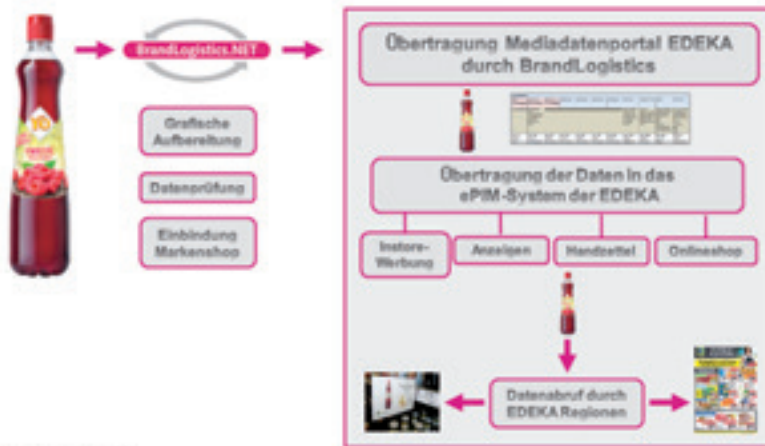 BrandLogistics.NET
Grafische
Aufbereitung
Datenprüfung
Einbindung
Markenshop
Übertragung Mediadatenportal EDEKA
durch BrandLogistics
Übertragung der Daten in das
ePIM-System der EDEKA
Instore-
Werbung
Anzeigen
Handzettel
Onlineshop
Datenabruf durch
EDEKA Regionen